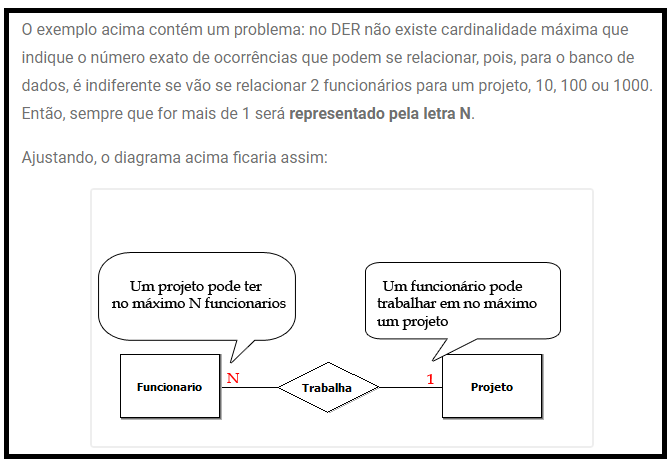 O exemplo acima contém um problema: no DER não existe cardinalidade máxima que
indique o número exato de ocorrências que podem se relacionar, pois, para o banco de
dados, é indiferente se vão se relacionar 2 funcionários para um projeto, 10, 100 ou 1000.
Então, sempre que for mais de 1 será representado pela letra N.
Ajustando, o diagrama acima ficaria assim:
Um projeto pode ter
no máximo N funcionarios
Um funcionário pode
trabalhar em no máximo
um projeto
Funcionario
N
Trabalha
1
Projeto